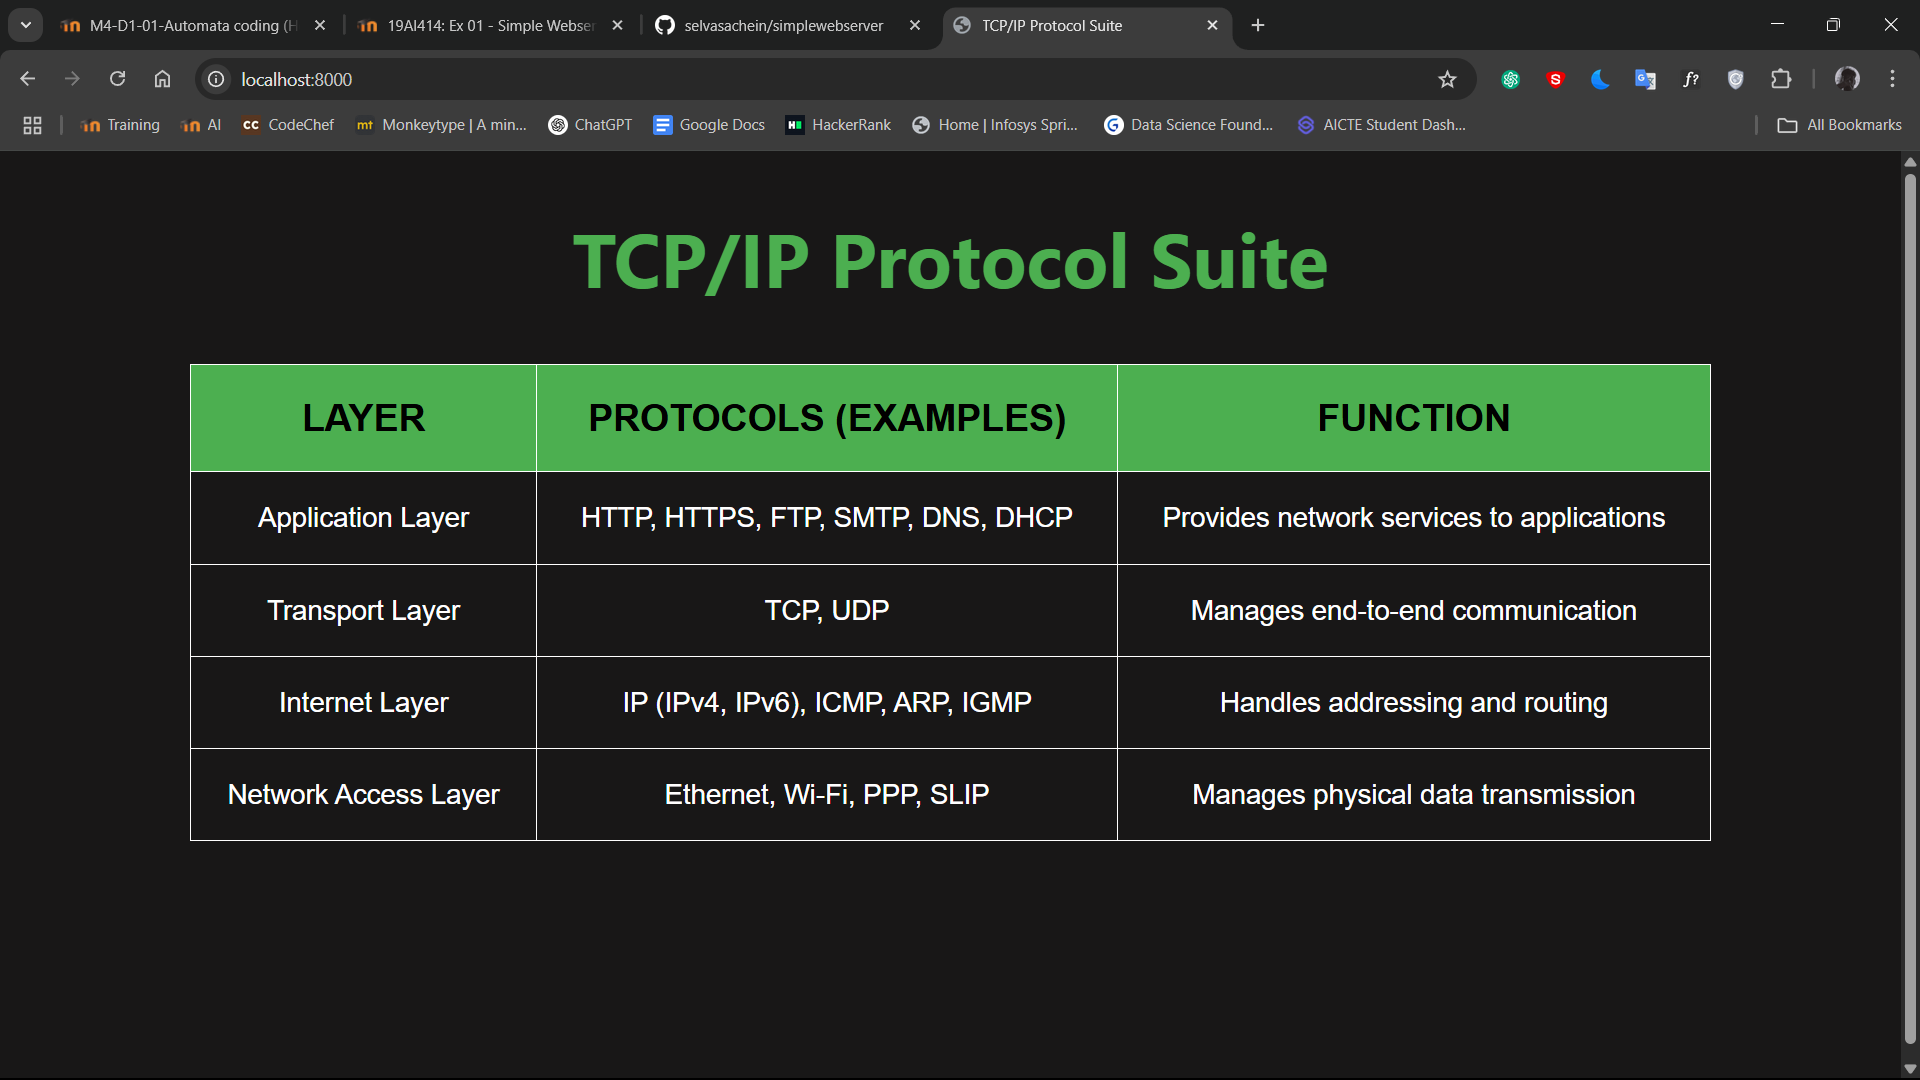 M4-D1-01-Automata coding (H
19AI414: Ex 01 - Simple Webser
selvasachein/simplewebserver
TCP/IP Protocol Suite
localhost:8000
Training
AI
CodeChef
Monkeytype | A min...
ChatGPT
Google Docs
HackerRank
Home | Infosys Spri...
Data Science Found...
AICTE Student Dash...
All Bookmarks
TCP/IP Protocol Suite
LAYER PROTOCOLS (EXAMPLES) FUNCTION
Application Layer HTTP, HTTPS, FTP, SMTP, DNS, DHCP Provides network services to applications
Transport Layer TCP, UDP Manages end-to-end communication
Internet Layer IP (IPv4, IPv6), ICMP, ARP, IGMP Handles addressing and routing
Network Access Layer Ethernet, Wi-Fi, PPP, SLIP Manages physical data transmission